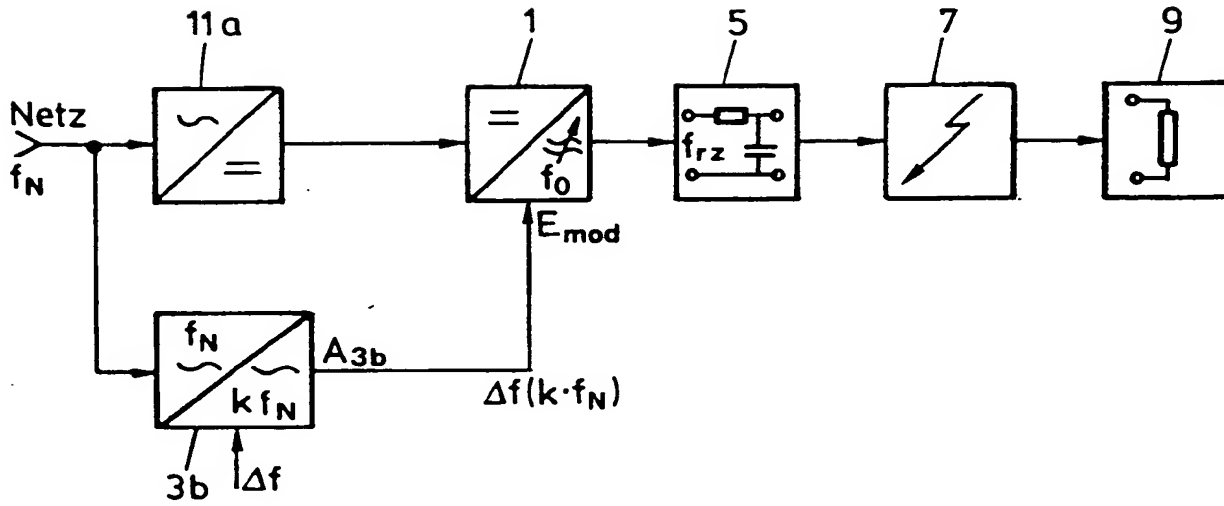 11a
1
5
7
9
Netz
f_N
=
=
f_0
f_rz
E_mod
f_N
k f_N
A_3b
Δf(k·f_N)
3b
Δf